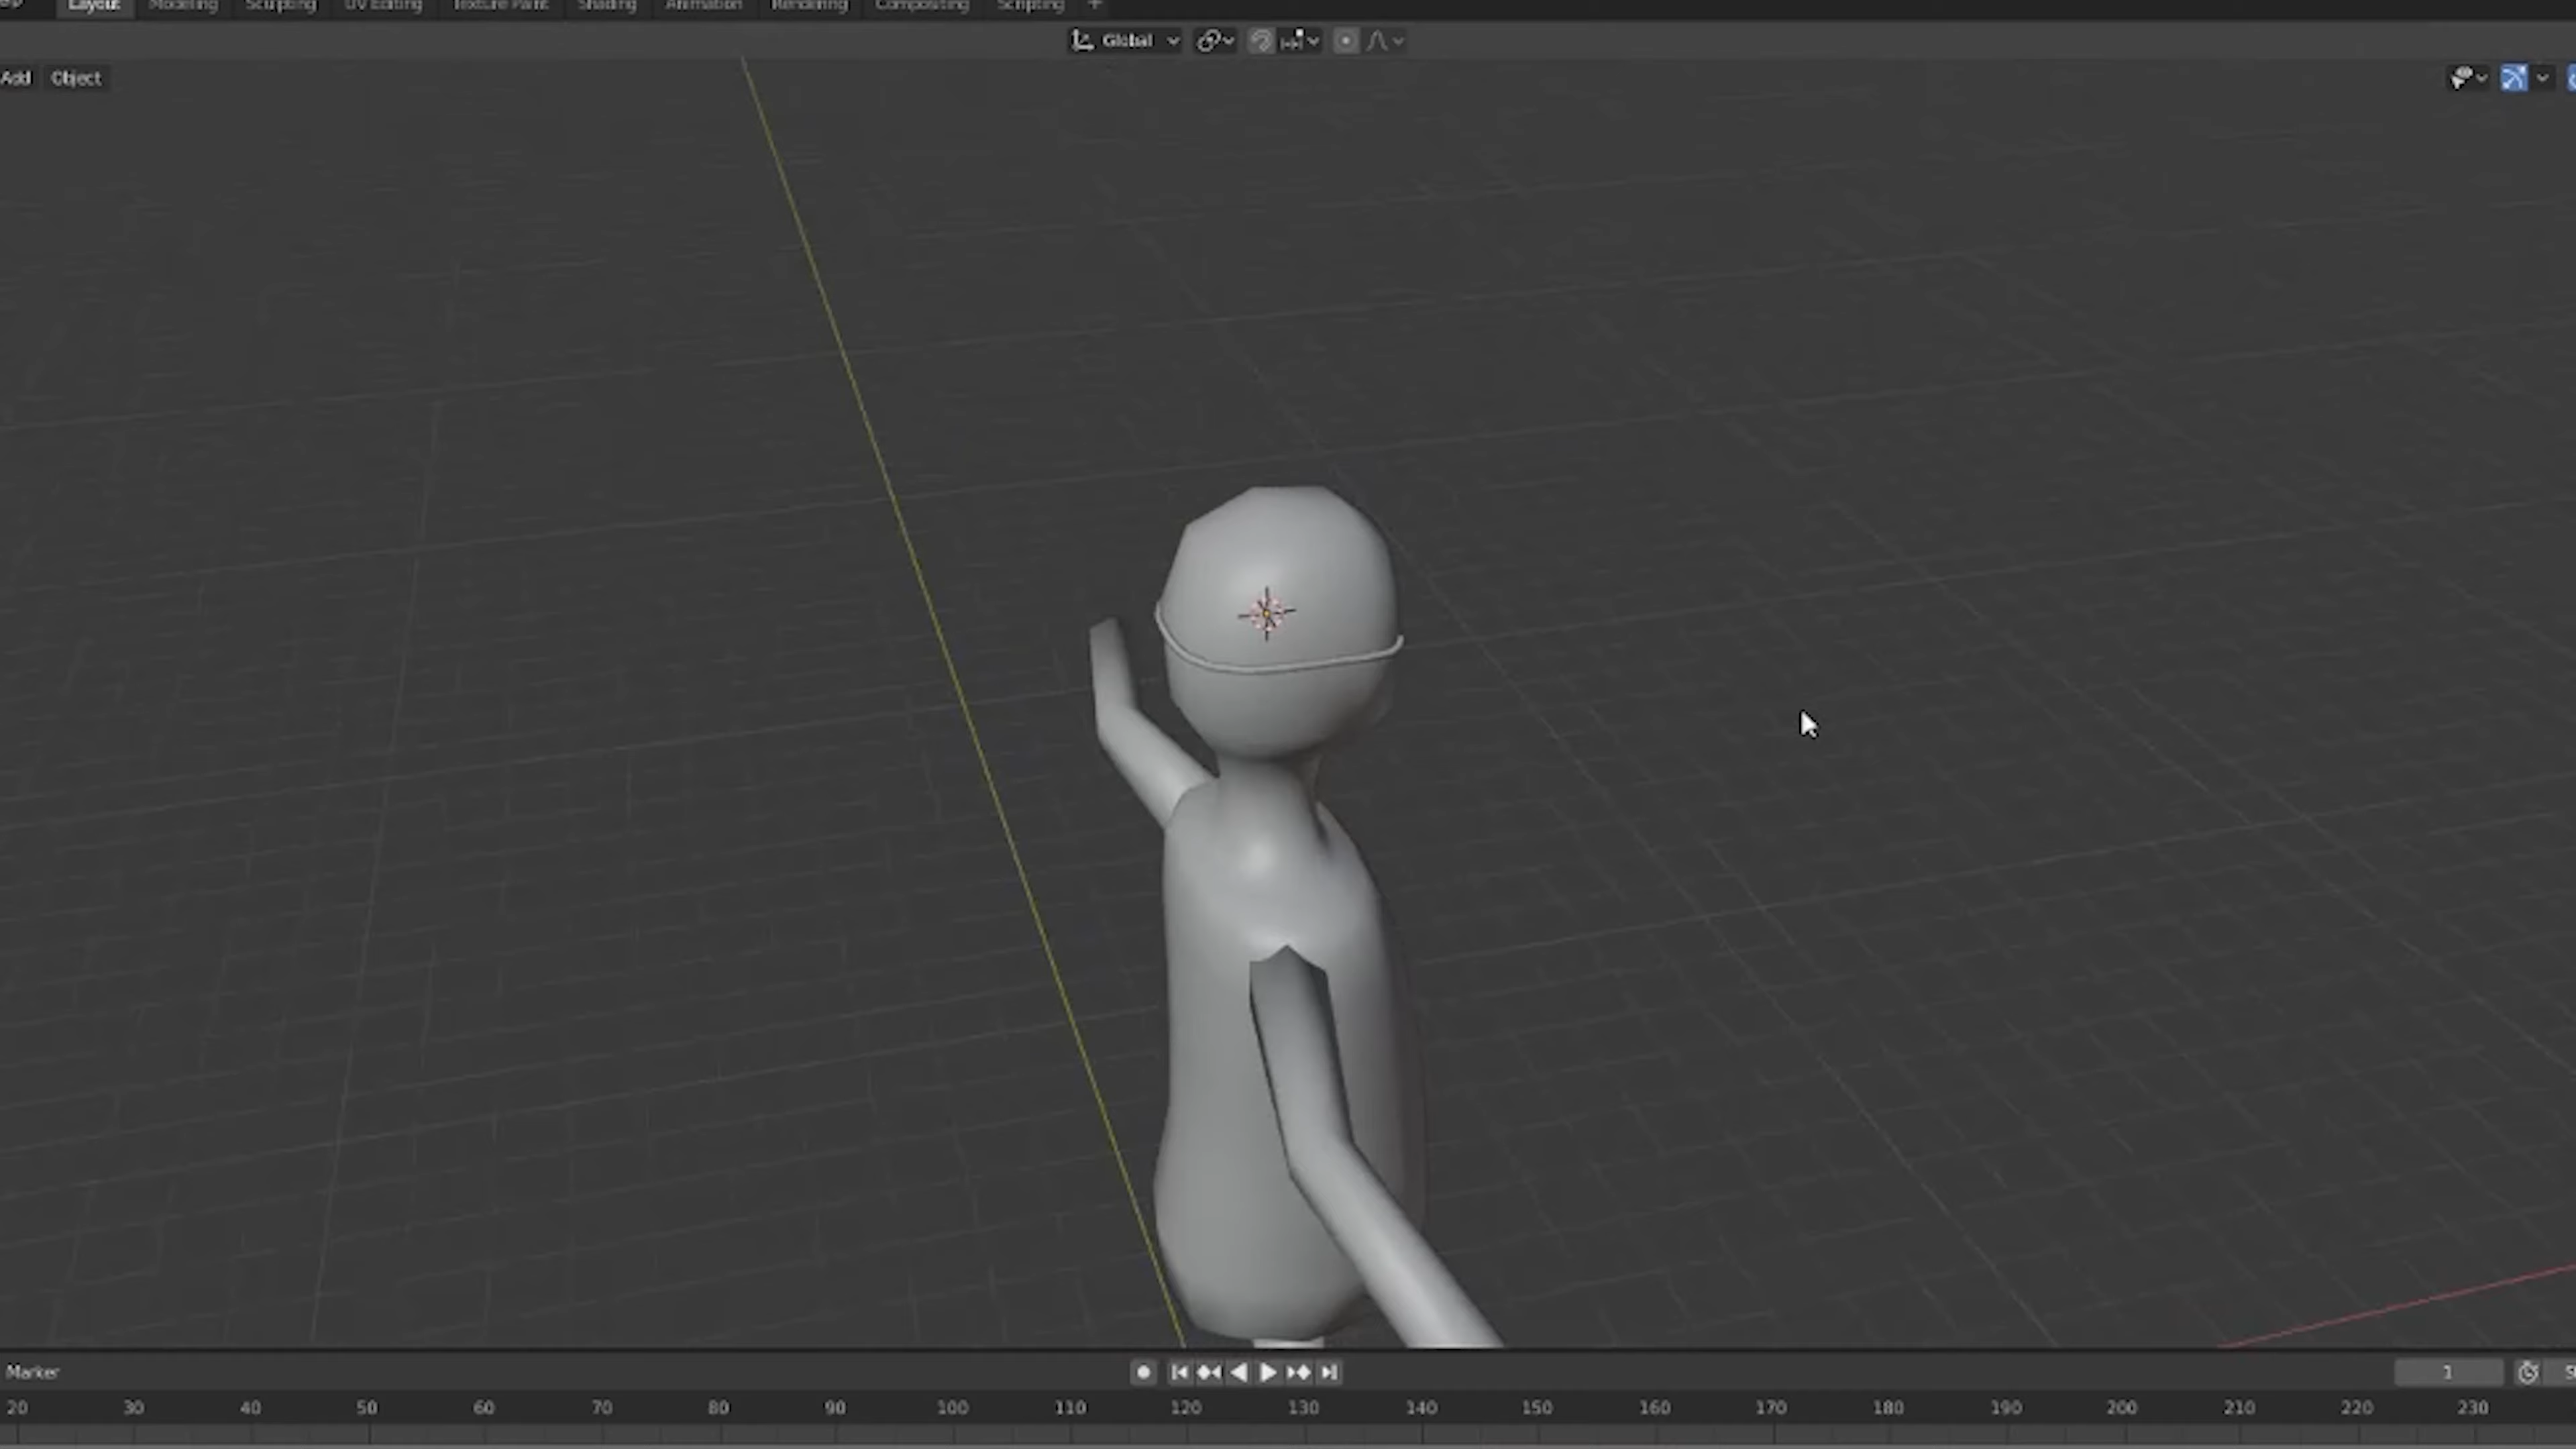 Layout Modeling Sculpting UV Editing Texture Paint Shading Animation Rendering Compositing Scripting +
Global
Add Object
Marker
1
20 30 40 50 60 70 80 90 100 110 120 130 140 150 160 170 180 190 200 210 220 230